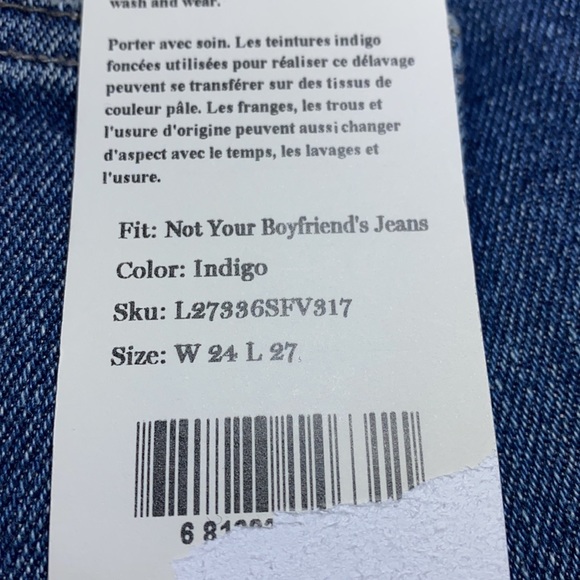 wash and wear.
Porter avec soin. Les teintures indigo
foncées utilisées pour réaliser ce délavage
peuvent se transférer sur des tissus de
couleur pâle. Les franges, les trous et
l'usure d'origine peuvent aussi changer
d'aspect avec le temps, les lavages et
l'usure.
Fit: Not Your Boyfriend's Jeans
Color: Indigo
Sku: L27336SFV317
Size: W 24 L 27
6 81